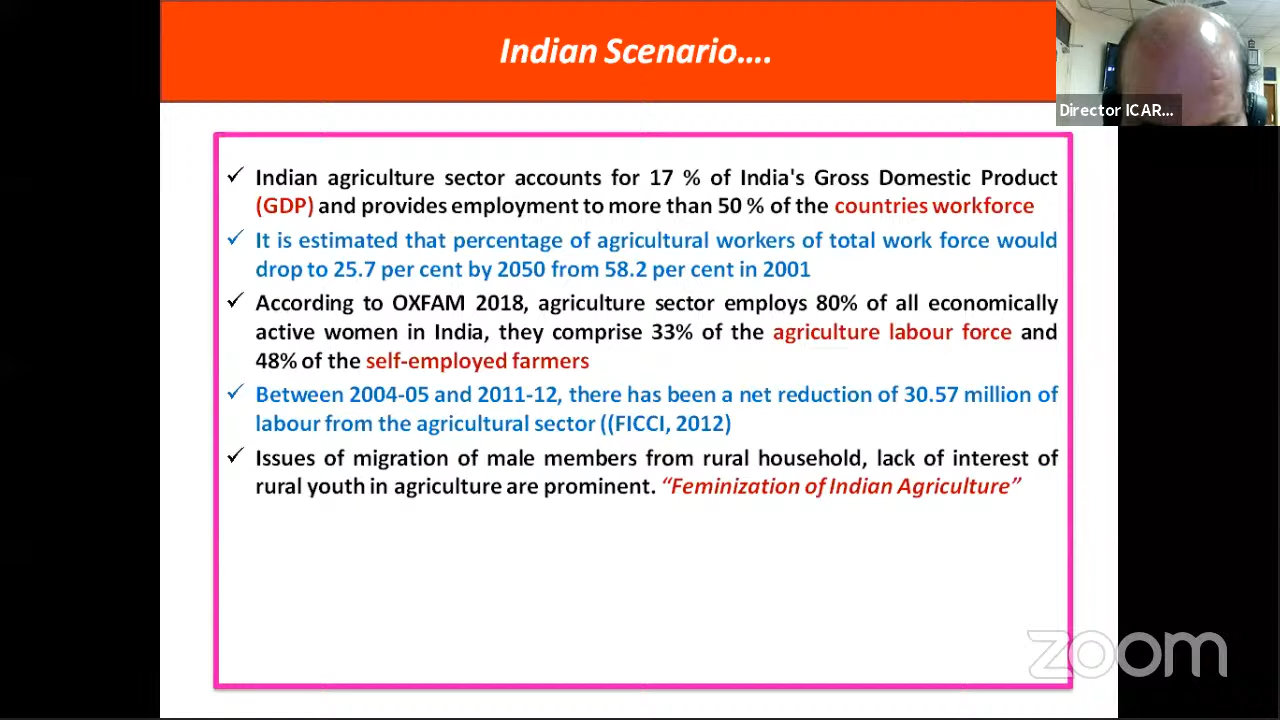 Indian Scenario....
Director ICAR...
✓ Indian agriculture sector accounts for 17 % of India's Gross Domestic Product
(GDP) and provides employment to more than 50 % of the countries workforce
✓ It is estimated that percentage of agricultural workers of total work force would
drop to 25.7 per cent by 2050 from 58.2 per cent in 2001
✓ According to OXFAM 2018, agriculture sector employs 80% of all economically
active women in India, they comprise 33% of the agriculture labour force and
48% of the self-employed farmers
✓ Between 2004-05 and 2011-12, there has been a net reduction of 30.57 million of
labour from the agricultural sector ((FICCI, 2012)
✓ Issues of migration of male members from rural household, lack of interest of
rural youth in agriculture are prominent. “Feminization of Indian Agriculture”
zoom